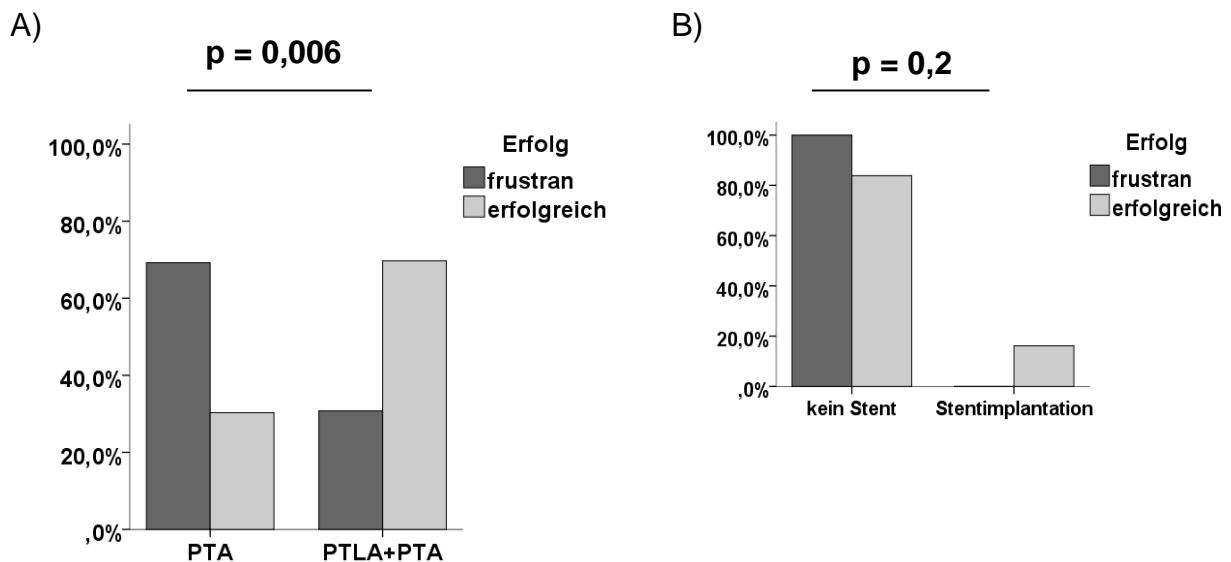 A)
p = 0,006
100,0%
80,0%
60,0%
40,0%
20,0%
,0%
PTA
PTLA+PTA
Erfolg
frustran
erfolgreich
B)
p = 0,2
100,0%
80,0%
60,0%
40,0%
20,0%
,0%
kein Stent
Stentimplantation
Erfolg
frustran
erfolgreich